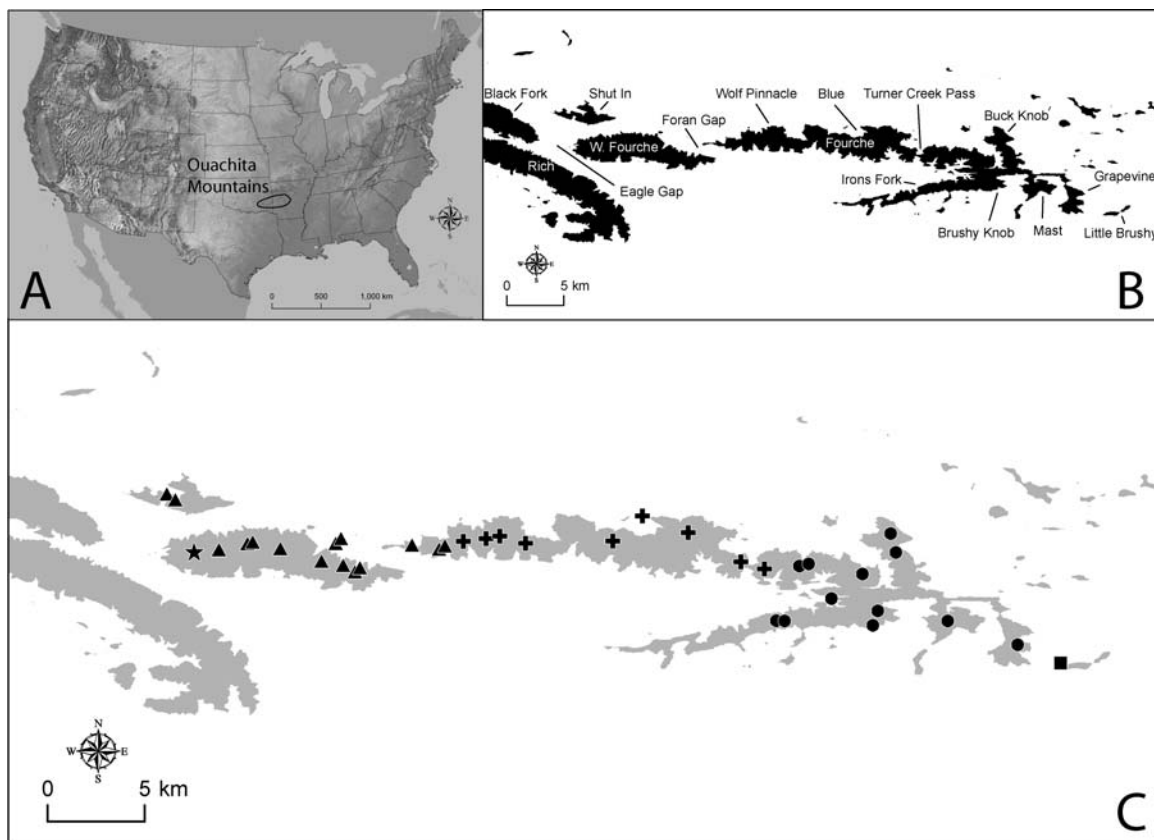 Ouachita
Mountains
N
W E
S
0 500 1,000 km
A
Black Fork
Shut In
Wolf Pinnacle
Blue
Turner Creek Pass
Buck Knob
Foran Gap
W. Fourche
Fourche
Rich
Eagle Gap
Irons Fork
Grapevine
Brushy Knob
Mast
Little Brushy
N
W E
S
0 5 km
B
N
W E
S
0 5 km
C